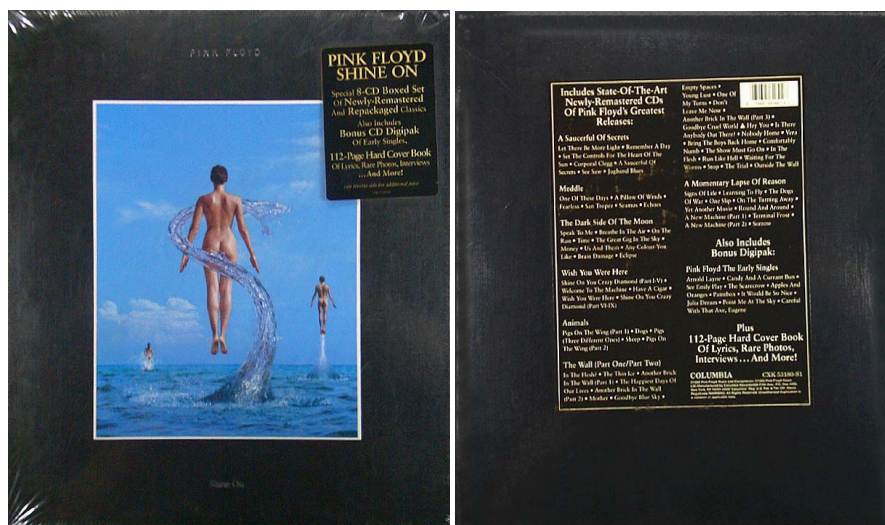 PINK FLOYD
PINK FLOYD
SHINE ON
Special 8-CD Boxed Set
Of Newly-Remastered
And Repackaged Classics
Also Includes
Bonus CD Digipak
Of Early Singles,
112-Page Hard Cover Book
Of Lyrics, Rare Photos, Interviews
...And More!
(see reverse side for additional info)
Shine On
Includes State-Of-The-Art
Newly-Remastered CDs
Of Pink Floyd's Greatest
Releases:
A Saucerful Of Secrets
Let There Be More Light • Remember A Day
• Set The Controls For The Heart Of The
Sun • Corporal Clegg • A Saucerful Of
Secrets • See Saw • Jugband Blues
Meddle
One Of These Days • A Pillow Of Winds •
Fearless • San Tropez • Seamus • Echoes
The Dark Side Of The Moon
Speak To Me • Breathe In The Air • On The
Run • Time • The Great Gig In The Sky •
Money • Us And Them • Any Colour You
Like • Brain Damage • Eclipse
Wish You Were Here
Shine On You Crazy Diamond (Part I-V) •
Welcome To The Machine • Have A Cigar •
Wish You Were Here • Shine On You Crazy
Diamond (Part VI-IX)
Animals
Pigs On The Wing (Part 1) • Dogs • Pigs
(Three Different Ones) • Sheep • Pigs On
The Wing (Part 2)
The Wall (Part One/Part Two)
In The Flesh? • The Thin Ice • Another Brick
In The Wall (Part 1) • The Happiest Days Of
Our Lives • Another Brick In The Wall
(Part 2) • Mother • Goodbye Blue Sky •
Empty Spaces •
Young Lust • One Of
My Turns • Don't
Leave Me Now •
Another Brick In The Wall (Part 3) •
Goodbye Cruel World ▲ Hey You • Is There
Anybody Out There? • Nobody Home • Vera
• Bring The Boys Back Home • Comfortably
Numb • The Show Must Go On • In The
Flesh • Run Like Hell • Waiting For The
Worms • Stop • The Trial • Outside The Wall
A Momentary Lapse Of Reason
Signs Of Life • Learning To Fly • The Dogs
Of War • One Slip • On The Turning Away •
Yet Another Movie • Round And Around •
A New Machine (Part 1) • Terminal Frost •
A New Machine (Part 2) • Sorrow
Also Includes
Bonus Digipak:
Pink Floyd The Early Singles
Arnold Layne • Candy And A Currant Bun •
See Emily Play • The Scarecrow • Apples And
Oranges • Paintbox • It Would Be So Nice •
Julia Dream • Point Me At The Sky • Careful
With That Axe, Eugene
Plus
112-Page Hard Cover Book
Of Lyrics, Rare Photos,
Interviews...And More!
COLUMBIA CXK 53180-S1